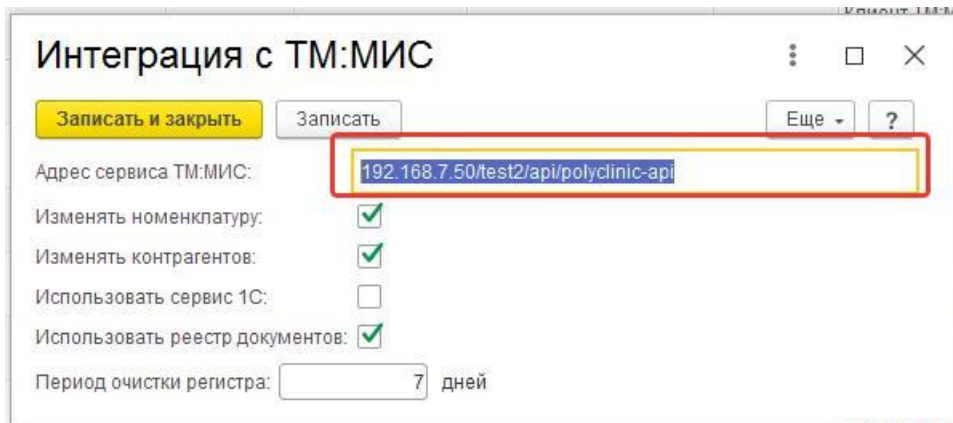 Интеграция с ТМ:МИС
Записать и закрыть Записать Еще ?
Адрес сервиса ТМ:МИС: 192.168.7.50/test2/api/polyclinic-api
Изменять номенклатуру:
Изменять контрагентов:
Использовать сервис 1С:
Использовать реестр документов:
Период очистки регистра: 7 дней